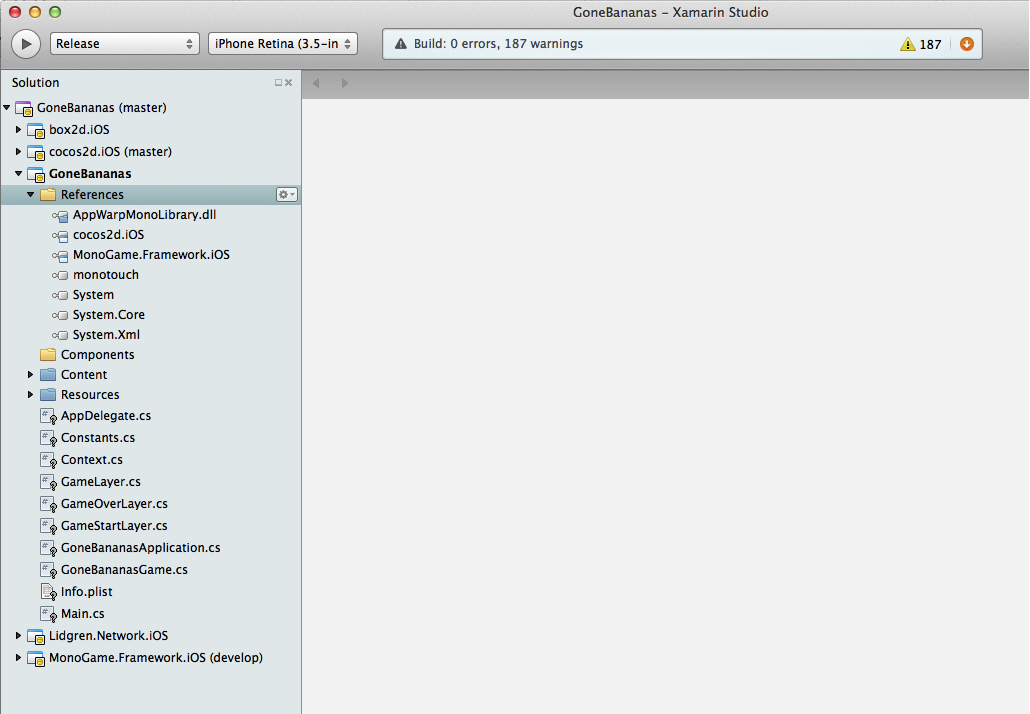 GoneBananas – Xamarin Studio
Release
iPhone Retina (3.5-in
Build: 0 errors, 187 warnings
187
Solution
GoneBananas (master)
box2d.iOS
cocos2d.iOS (master)
GoneBananas
References
AppWarpMonoLibrary.dll
cocos2d.iOS
MonoGame.Framework.iOS
monotouch
System
System.Core
System.Xml
Components
Content
Resources
AppDelegate.cs
Constants.cs
Context.cs
GameLayer.cs
GameOverLayer.cs
GameStartLayer.cs
GoneBananasApplication.cs
GoneBananasGame.cs
Info.plist
Main.cs
Lidgren.Network.iOS
MonoGame.Framework.iOS (develop)